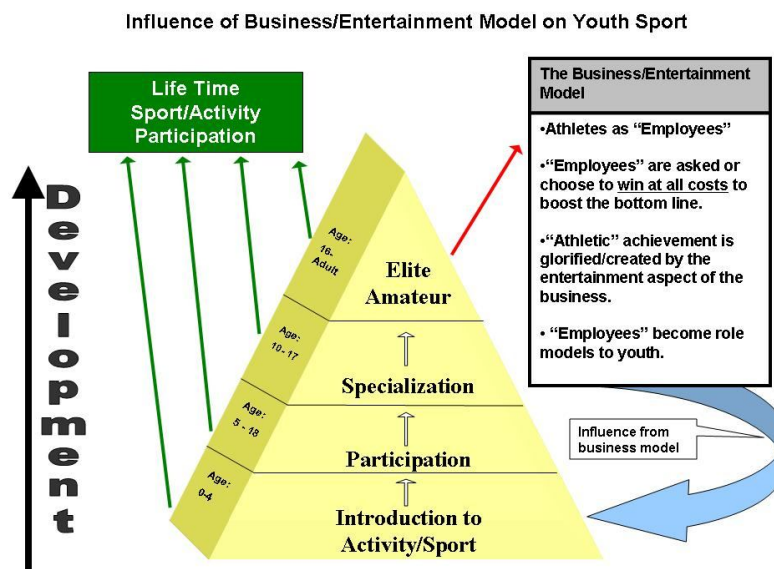 Influence of Business/Entertainment Model on Youth Sport
Life Time
Sport/Activity
Participation
The Business/Entertainment
Model
•Athletes as “Employees”
•“Employees” are asked or
choose to win at all costs to
boost the bottom line.
•“Athletic” achievement is
glorified/created by the
entertainment aspect of the
business.
• “Employees” become role
models to youth.
Development
Age:
16-
Adult
Elite
Amateur
Age:
10 - 17
Specialization
Age:
5 - 18
Participation
Age:
0-4
Introduction to
Activity/Sport
Influence from
business model